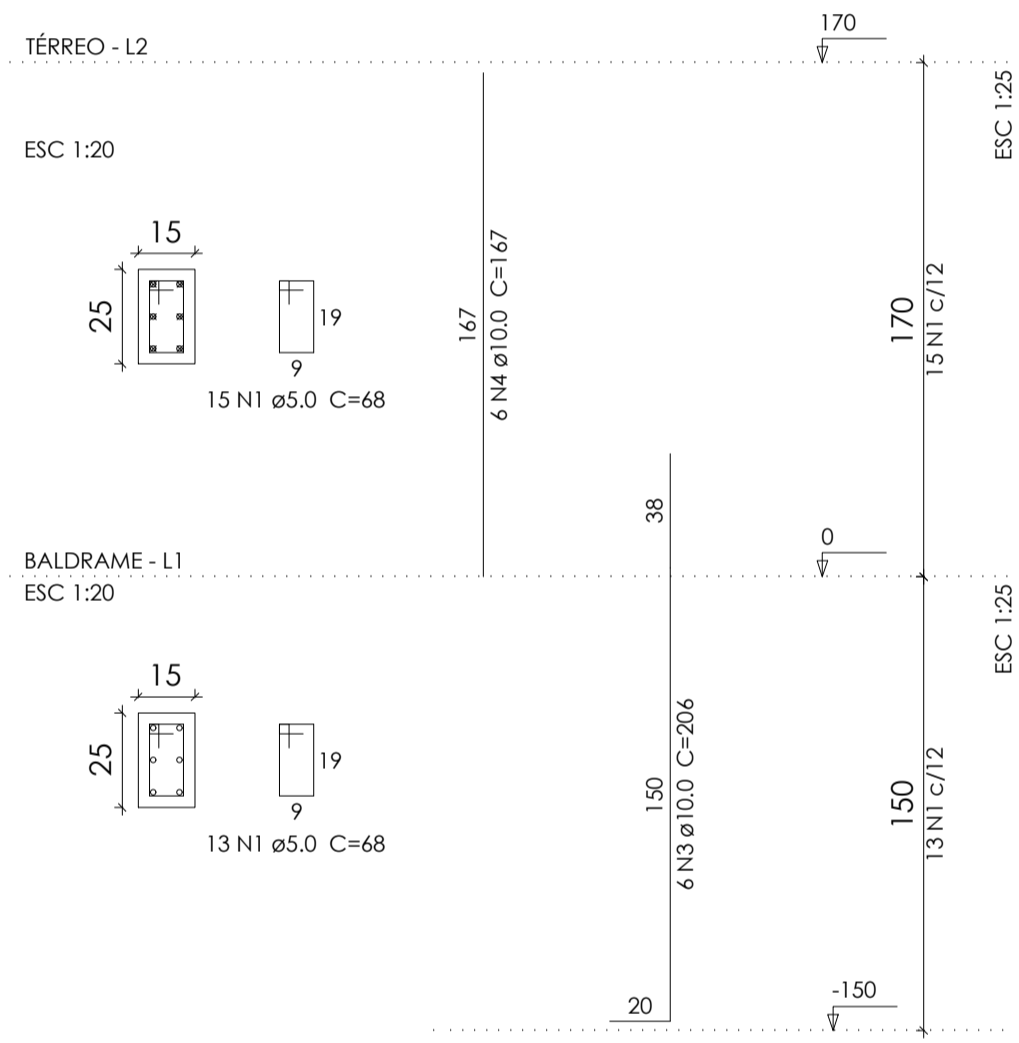 170
TÉRREO - L2
ESC 1:25
ESC 1:20
15
25
19
9
15 N1 ø5.0 C=68
167
6 N4 ø10.0 C=167
170
15 N1 c/12
38
0
BALDRAME - L1
ESC 1:20
ESC 1:25
15
25
19
9
13 N1 ø5.0 C=68
150
6 N3 ø10.0 C=206
150
13 N1 c/12
20
-150